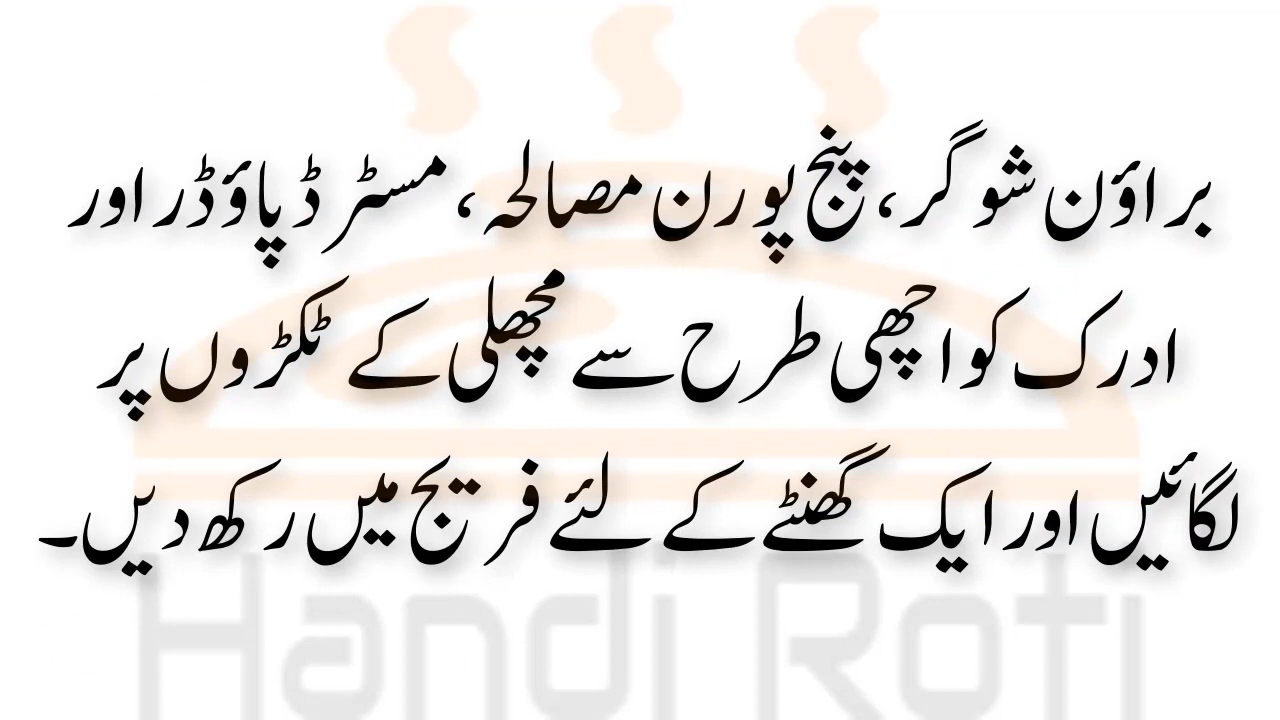 براؤن شوگر، پنچ پورن مصالحہ، مسٹرڈ پاؤڈر اور
ادرک کو اچھی طرح سے مچھلی کے ٹکڑوں پر
لگائیں اور ایک گھنٹے کے لئے فریج میں رکھ دیں۔
Handi Roti